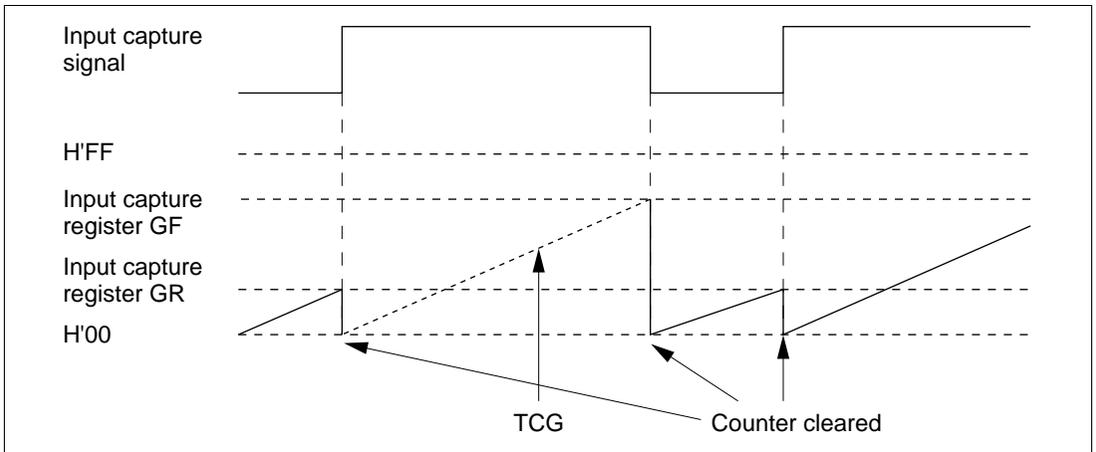 Input capture
signal
H'FF
Input capture
register GF
Input capture
register GR
H'00
TCG
Counter cleared